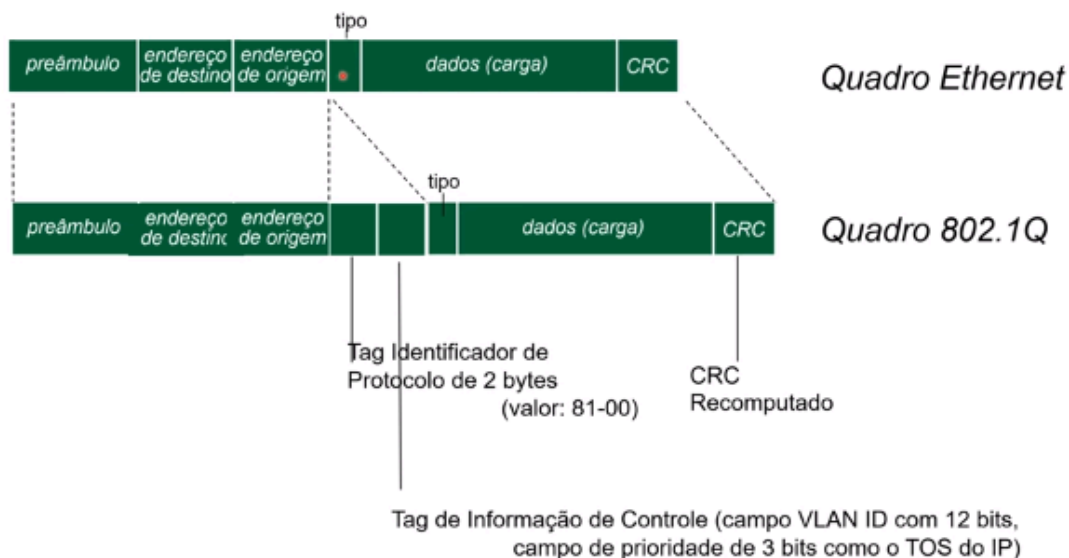 tipo
preâmbulo
endereço
de destino
endereço
de origem
dados (carga)
CRC
Quadro Ethernet
tipo
preâmbulo
endereço
de destinc
endereço
de origem
dados (carga)
CRC
Quadro 802.1Q
Tag Identificador de
Protocolo de 2 bytes
(valor: 81-00)
CRC
Recomputado
Tag de Informação de Controle (campo VLAN ID com 12 bits,
campo de prioridade de 3 bits como o TOS do IP)